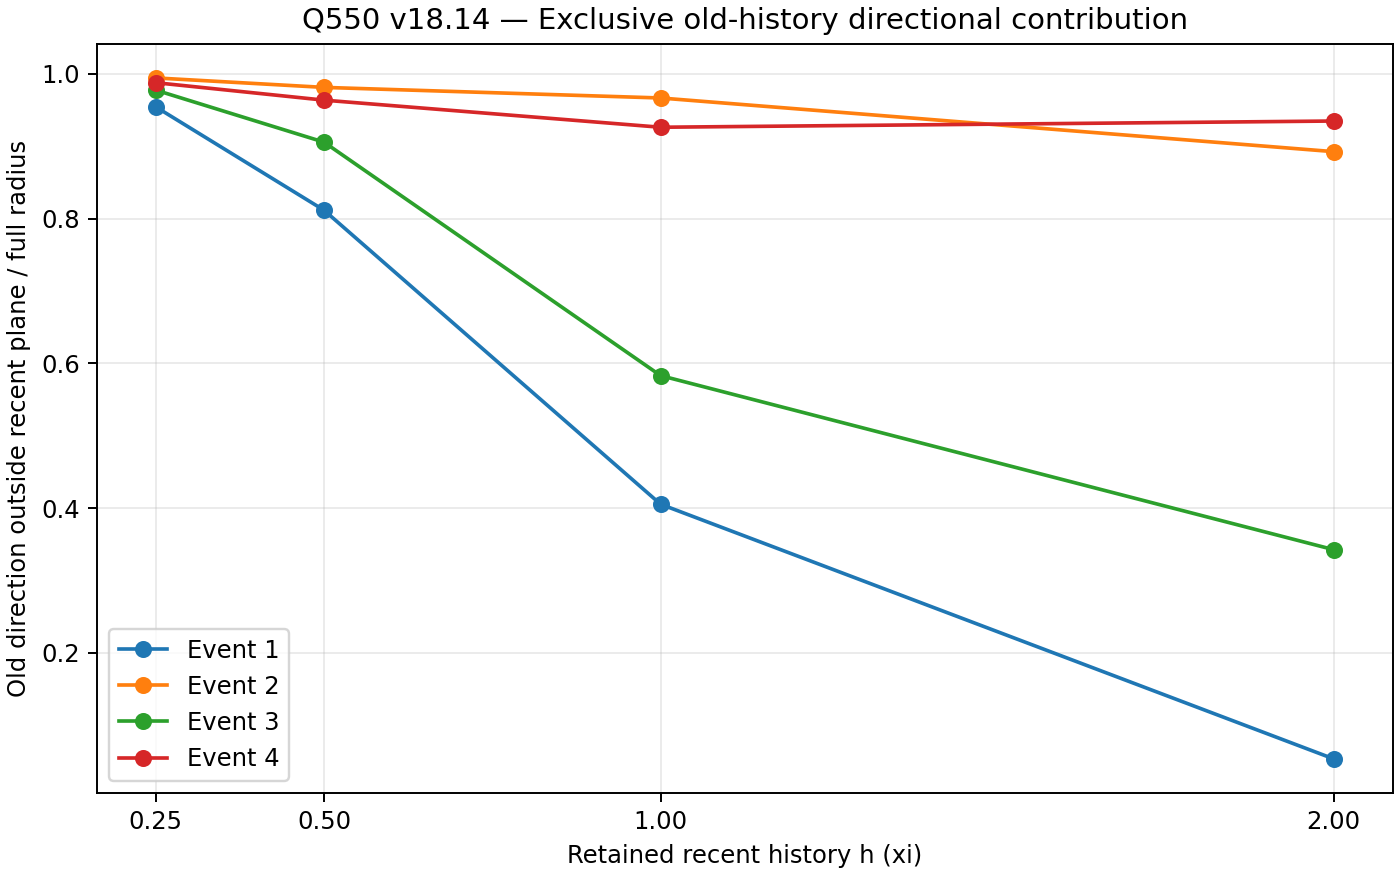 Q550 v18.14 — Exclusive old-history directional contribution
Old direction outside recent plane / full radius
1.0
0.8
0.6
0.4
0.2
Event 1
Event 2
Event 3
Event 4
0.25 0.50 1.00 2.00
Retained recent history h (xi)